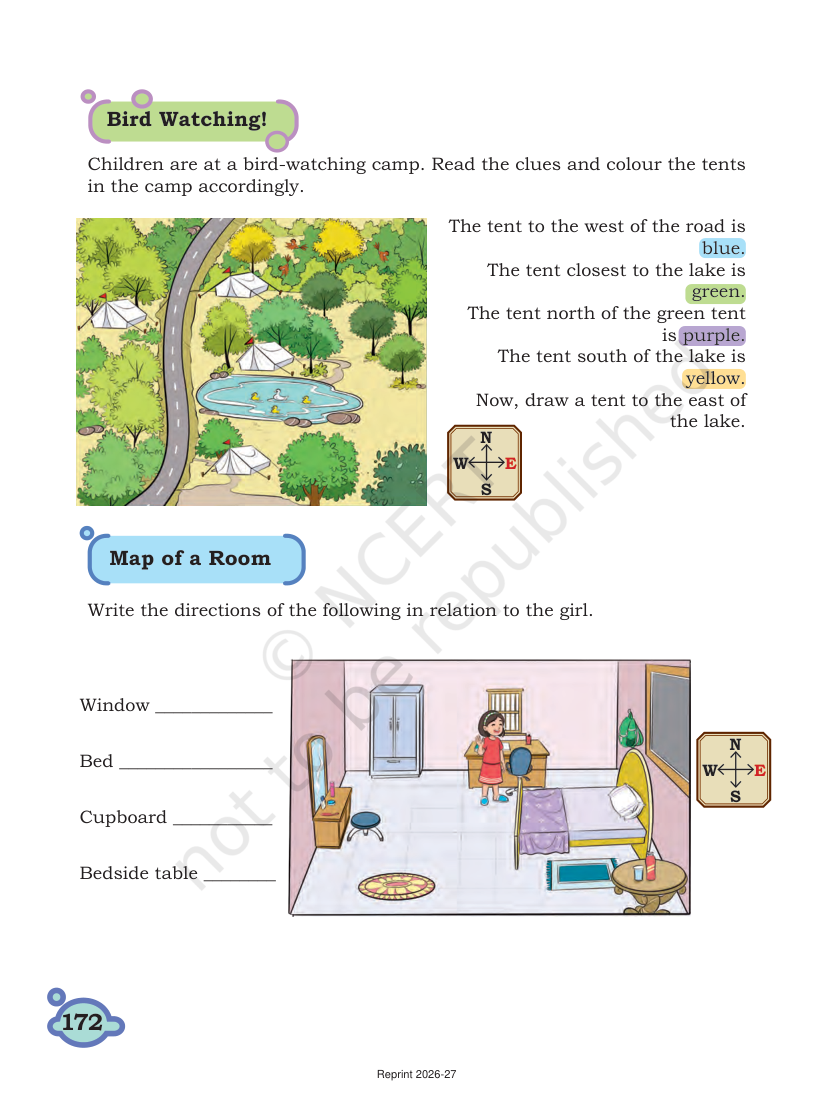 Bird Watching!
Children are at a bird-watching camp. Read the clues and colour the tents
in the camp accordingly.
The tent to the west of the road is
blue.
The tent closest to the lake is
green.
The tent north of the green tent
is purple.
The tent south of the lake is
yellow.
Now, draw a tent to the east of
the lake.
N
W E
S
Map of a Room
Write the directions of the following in relation to the girl.
Window _____________
Bed _________________
Cupboard ____________
Bedside table ________
N
W E
S
© NCERT
not to be republished
172
Reprint 2026-27